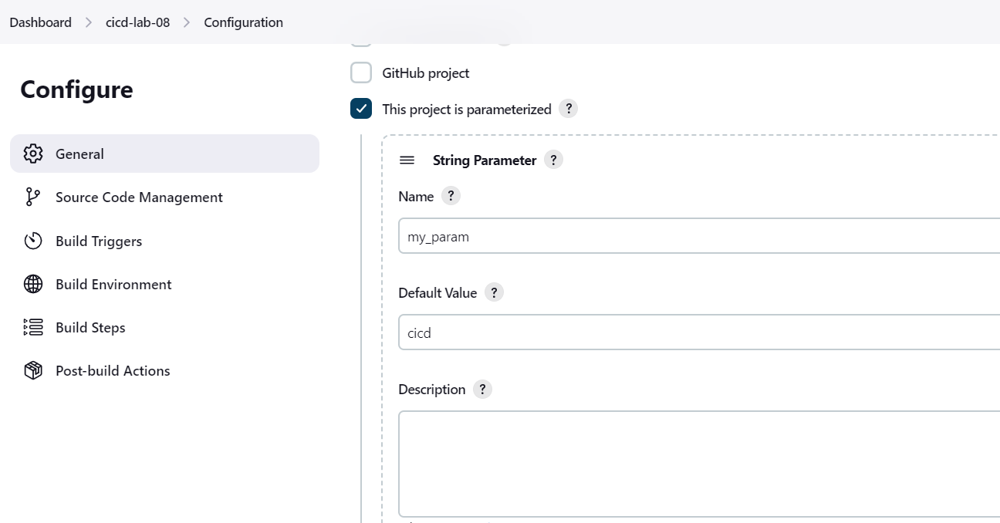 Dashboard > cicd-lab-08 > Configuration
Configure
General
Source Code Management
Build Triggers
Build Environment
Build Steps
Post-build Actions
GitHub project
This project is parameterized ?
String Parameter ?
Name ?
my_param
Default Value ?
cicd
Description ?